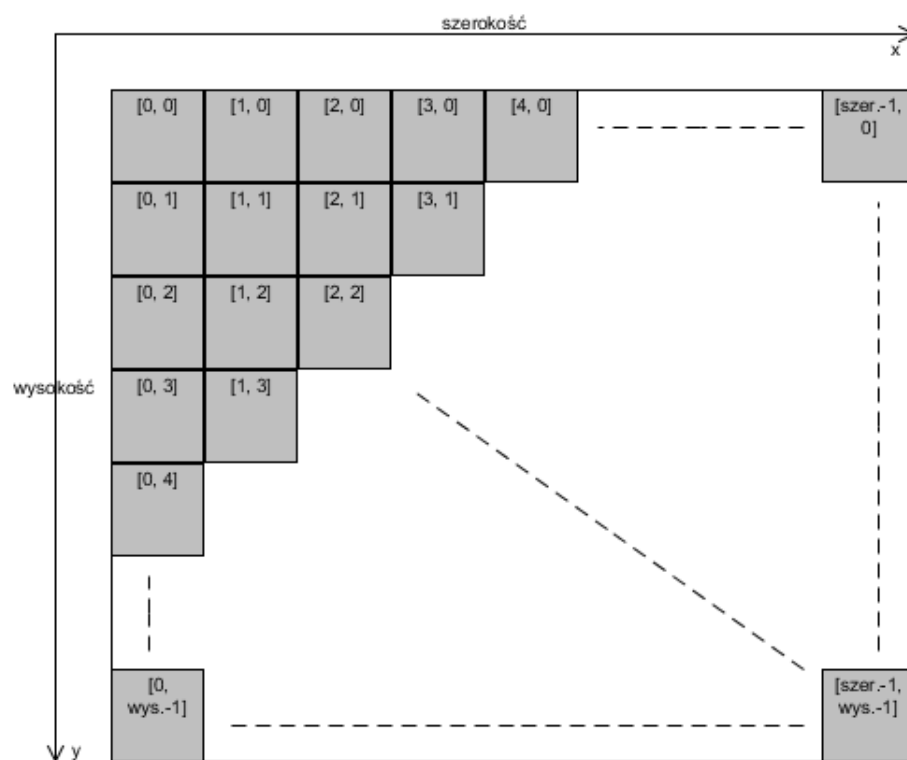 szerokość
x
[0, 0] [1, 0] [2, 0] [3, 0] [4, 0] [szer.-1,
0]
[0, 1] [1, 1] [2, 1] [3, 1]
[0, 2] [1, 2] [2, 2]
wysokość
[0, 3] [1, 3]
[0, 4]
[0,
wys.-1]
[szer.-1,
wys.-1]
y